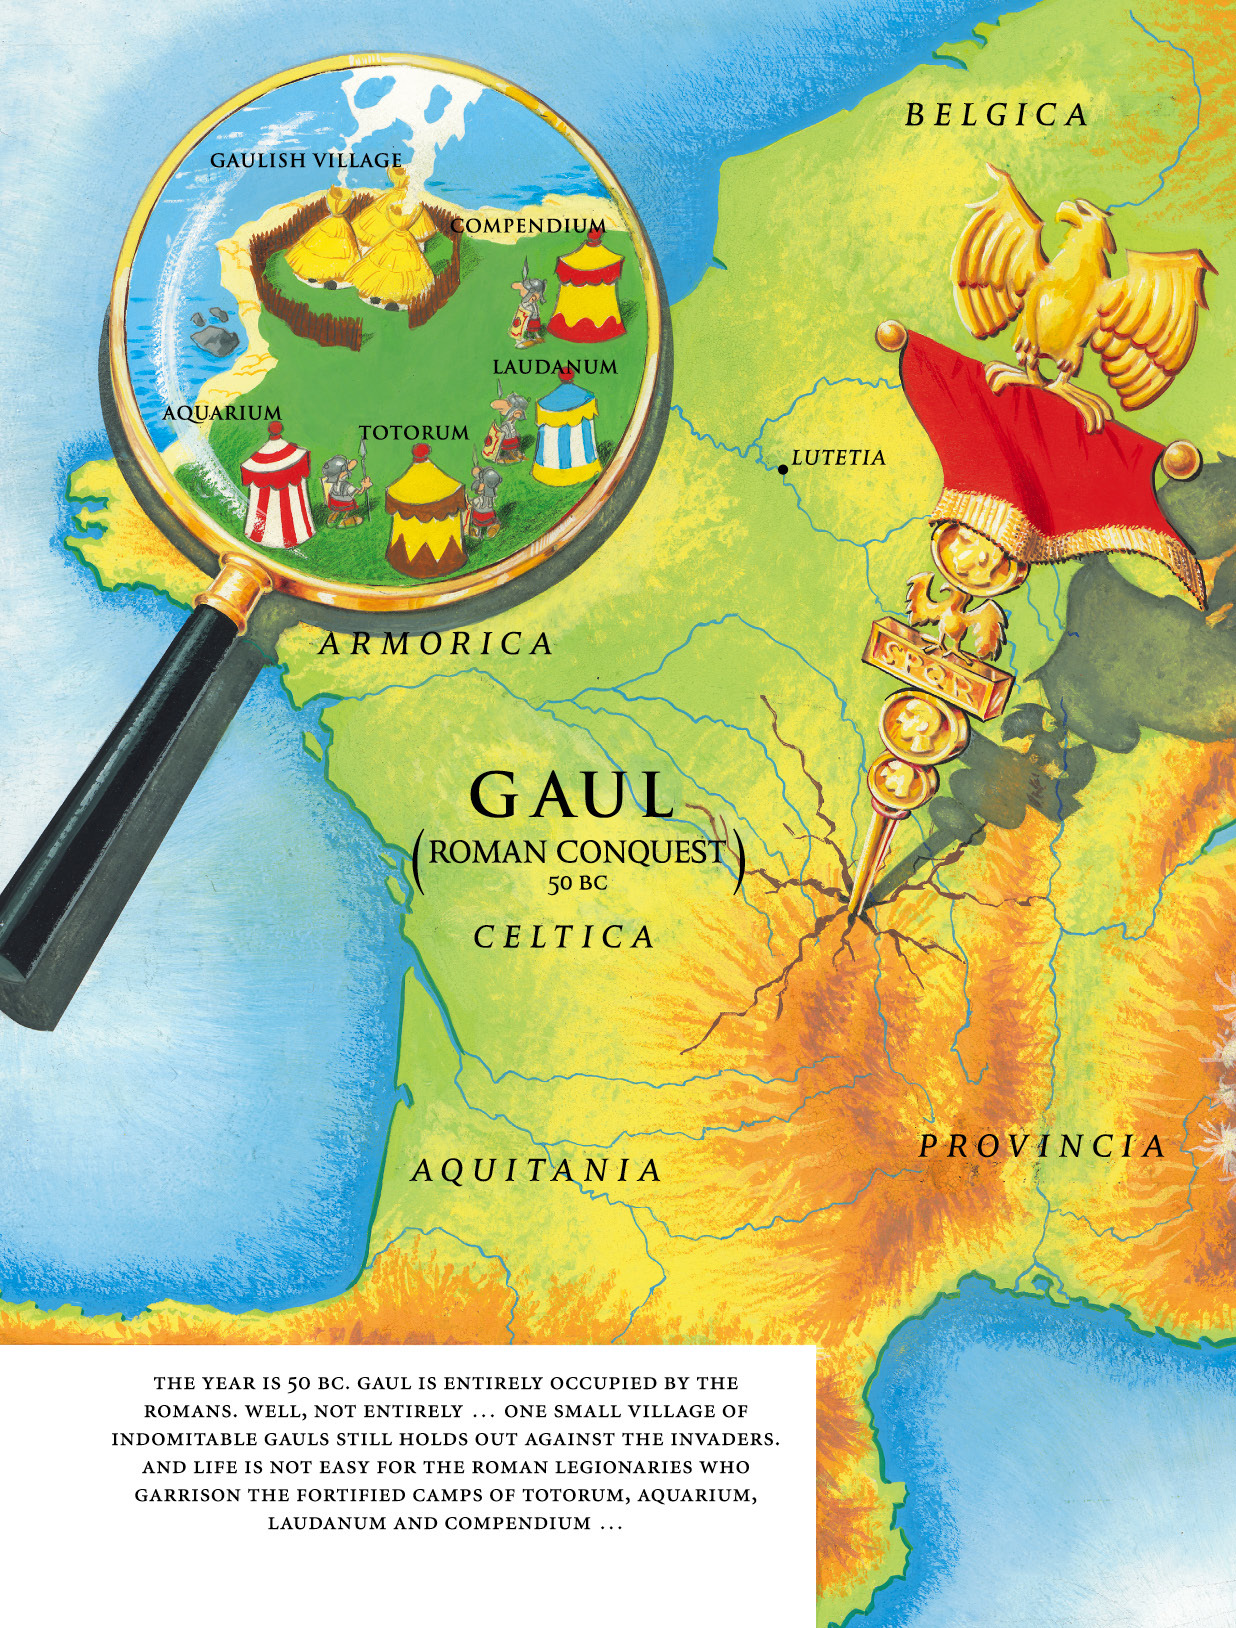 BELGICA
GAULISH VILLAGE
COMPENDIUM
LAUDANUM
AQUARIUM
TOTORUM
LUTETIA
ARMORICA
SPQR
GAUL
(ROMAN CONQUEST)
50 BC
CELTICA
PROVINCIA
AQUITANIA
THE YEAR IS 50 BC. GAUL IS ENTIRELY OCCUPIED BY THE
ROMANS. WELL, NOT ENTIRELY ... ONE SMALL VILLAGE OF
INDOMITABLE GAULS STILL HOLDS OUT AGAINST THE INVADERS.
AND LIFE IS NOT EASY FOR THE ROMAN LEGIONARIES WHO
GARRISON THE FORTIFIED CAMPS OF TOTORUM, AQUARIUM,
LAUDANUM AND COMPENDIUM ...